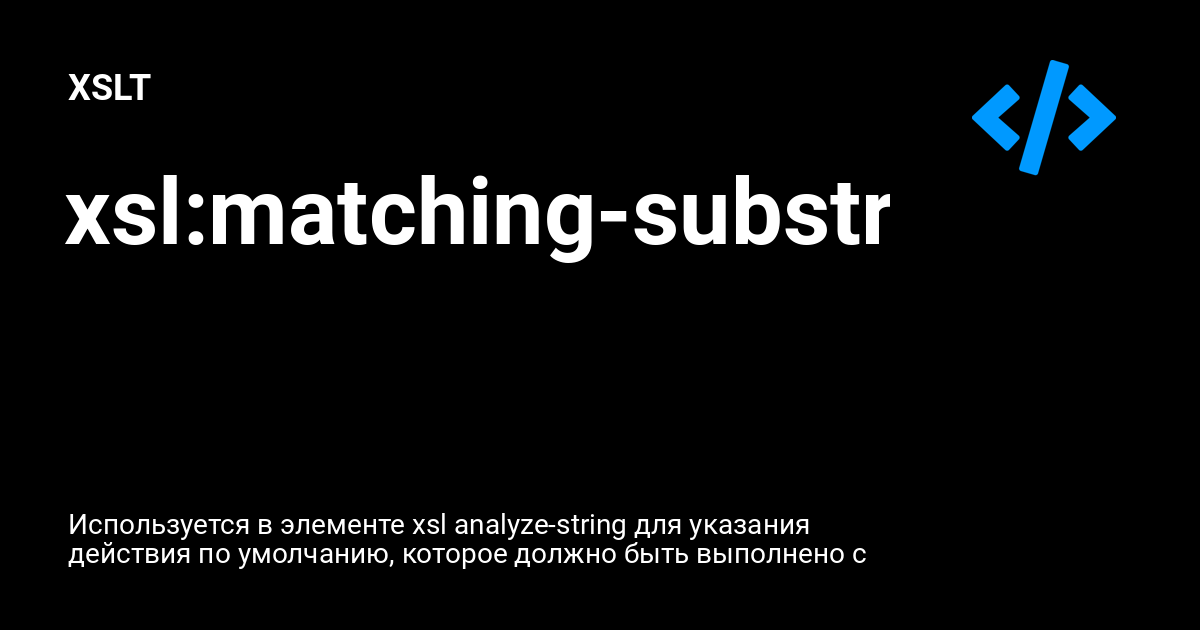 XSLT
xsl:matching-substr
Используется в элементе xsl analyze-string для указания
действия по умолчанию, которое должно быть выполнено с